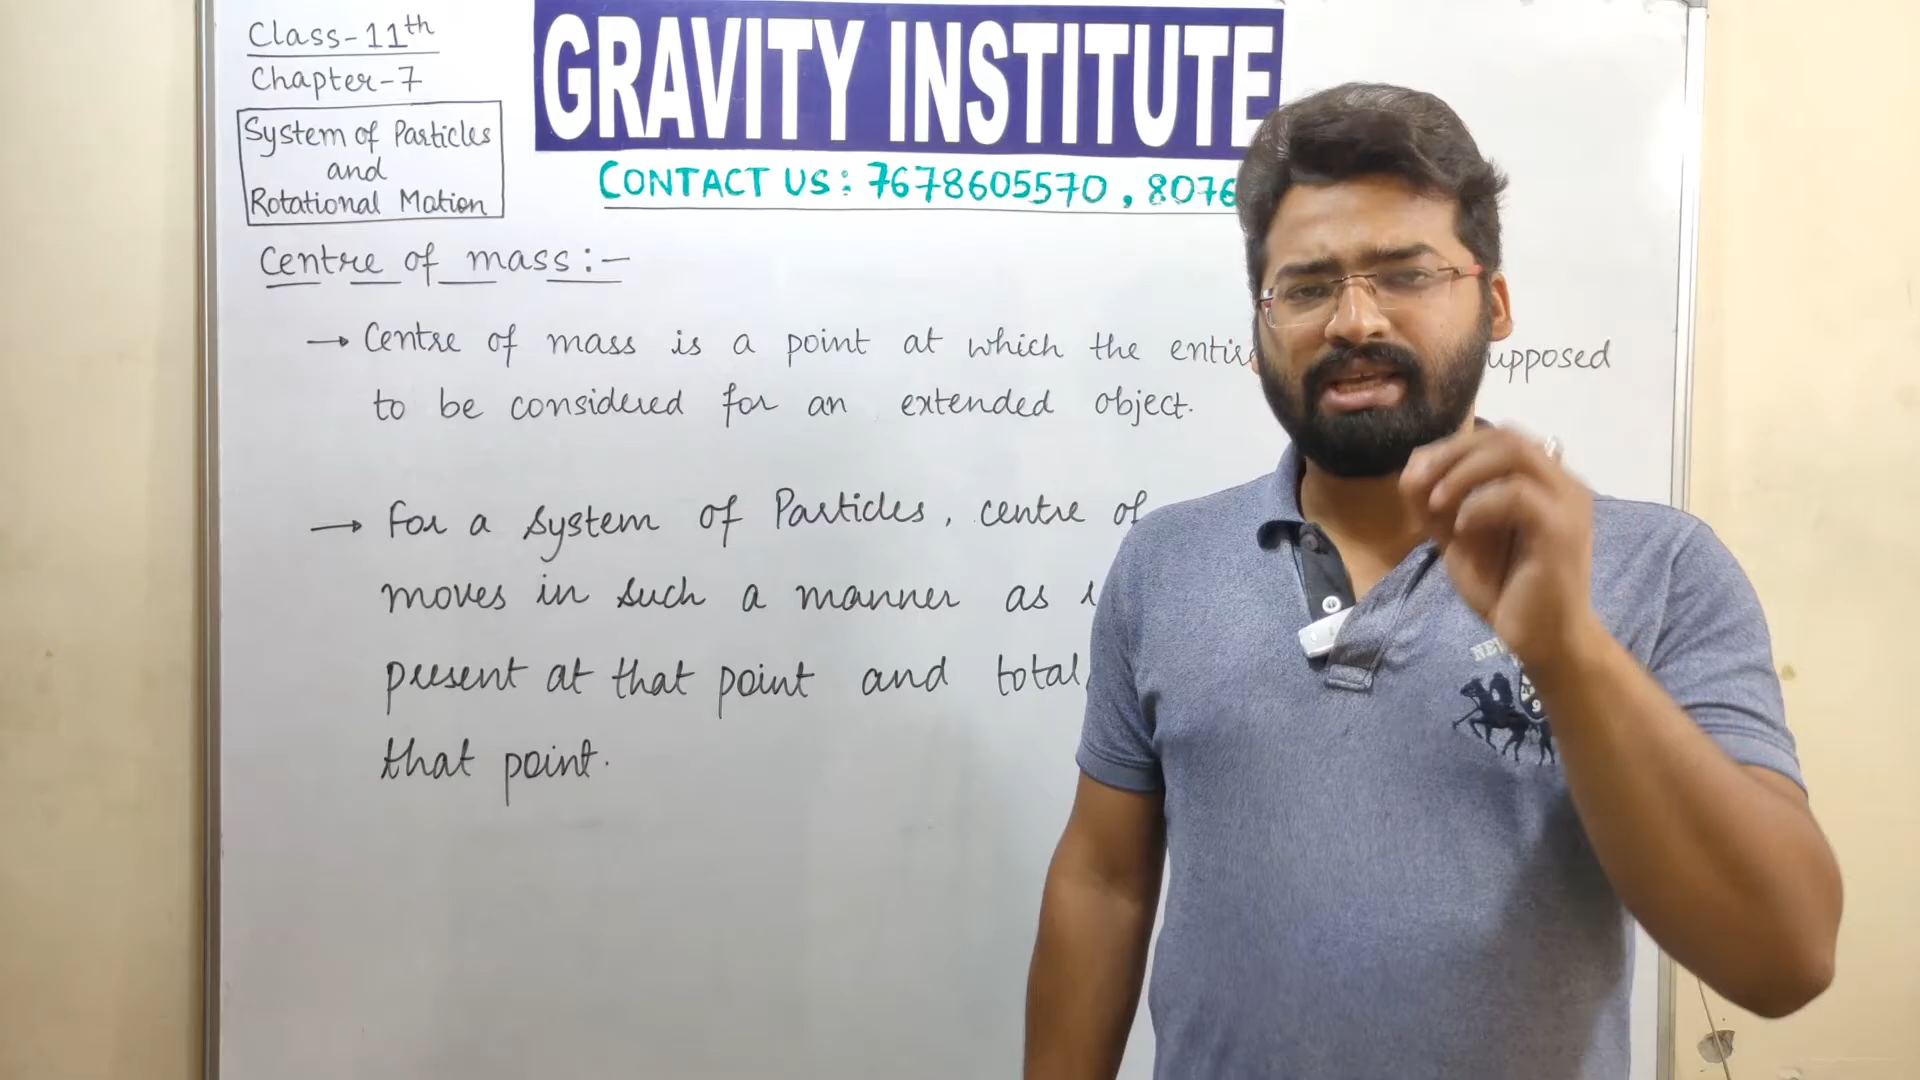 Class-11th
Chapter-7
System of Particles
and
Rotational Motion
GRAVITY INSTITUTE
CONTACT US: 7678605570, 8076
Centre of mass:-
→ Centre of mass is a point at which the
to be considered for an extended object.
→ For a system of Particles, centre of
moves in such a manner as
present at that point and total
that point.